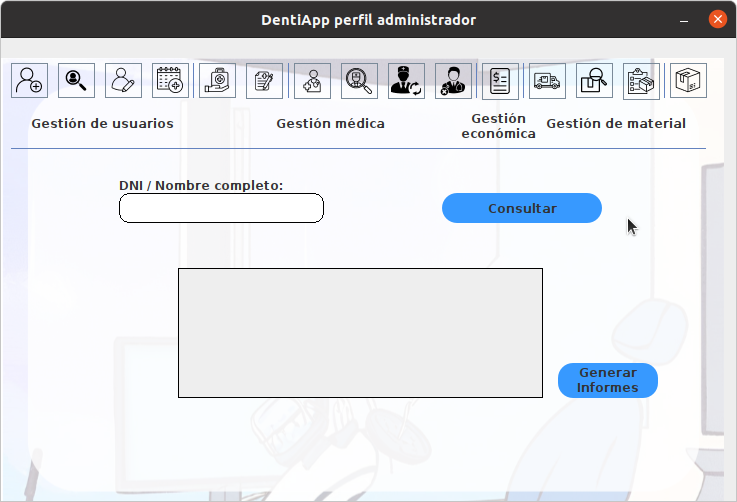 DentiApp perfil administrador
Gestión de usuarios
Gestión médica
Gestión
económica
Gestión de material
DNI / Nombre completo:
Consultar
Generar
Informes